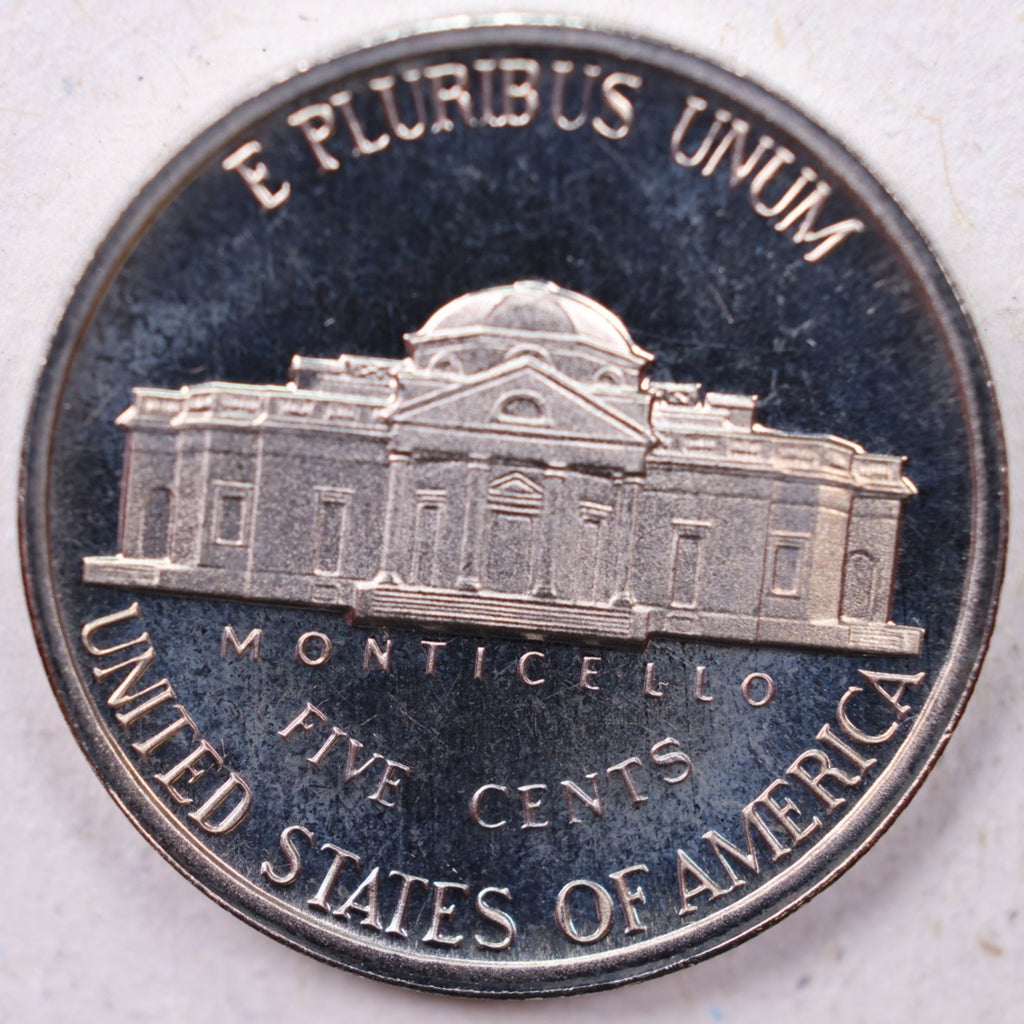 E PLURIBUS UNUM
MONTICELLO
FIVE CENTS
UNITED STATES OF AMERICA